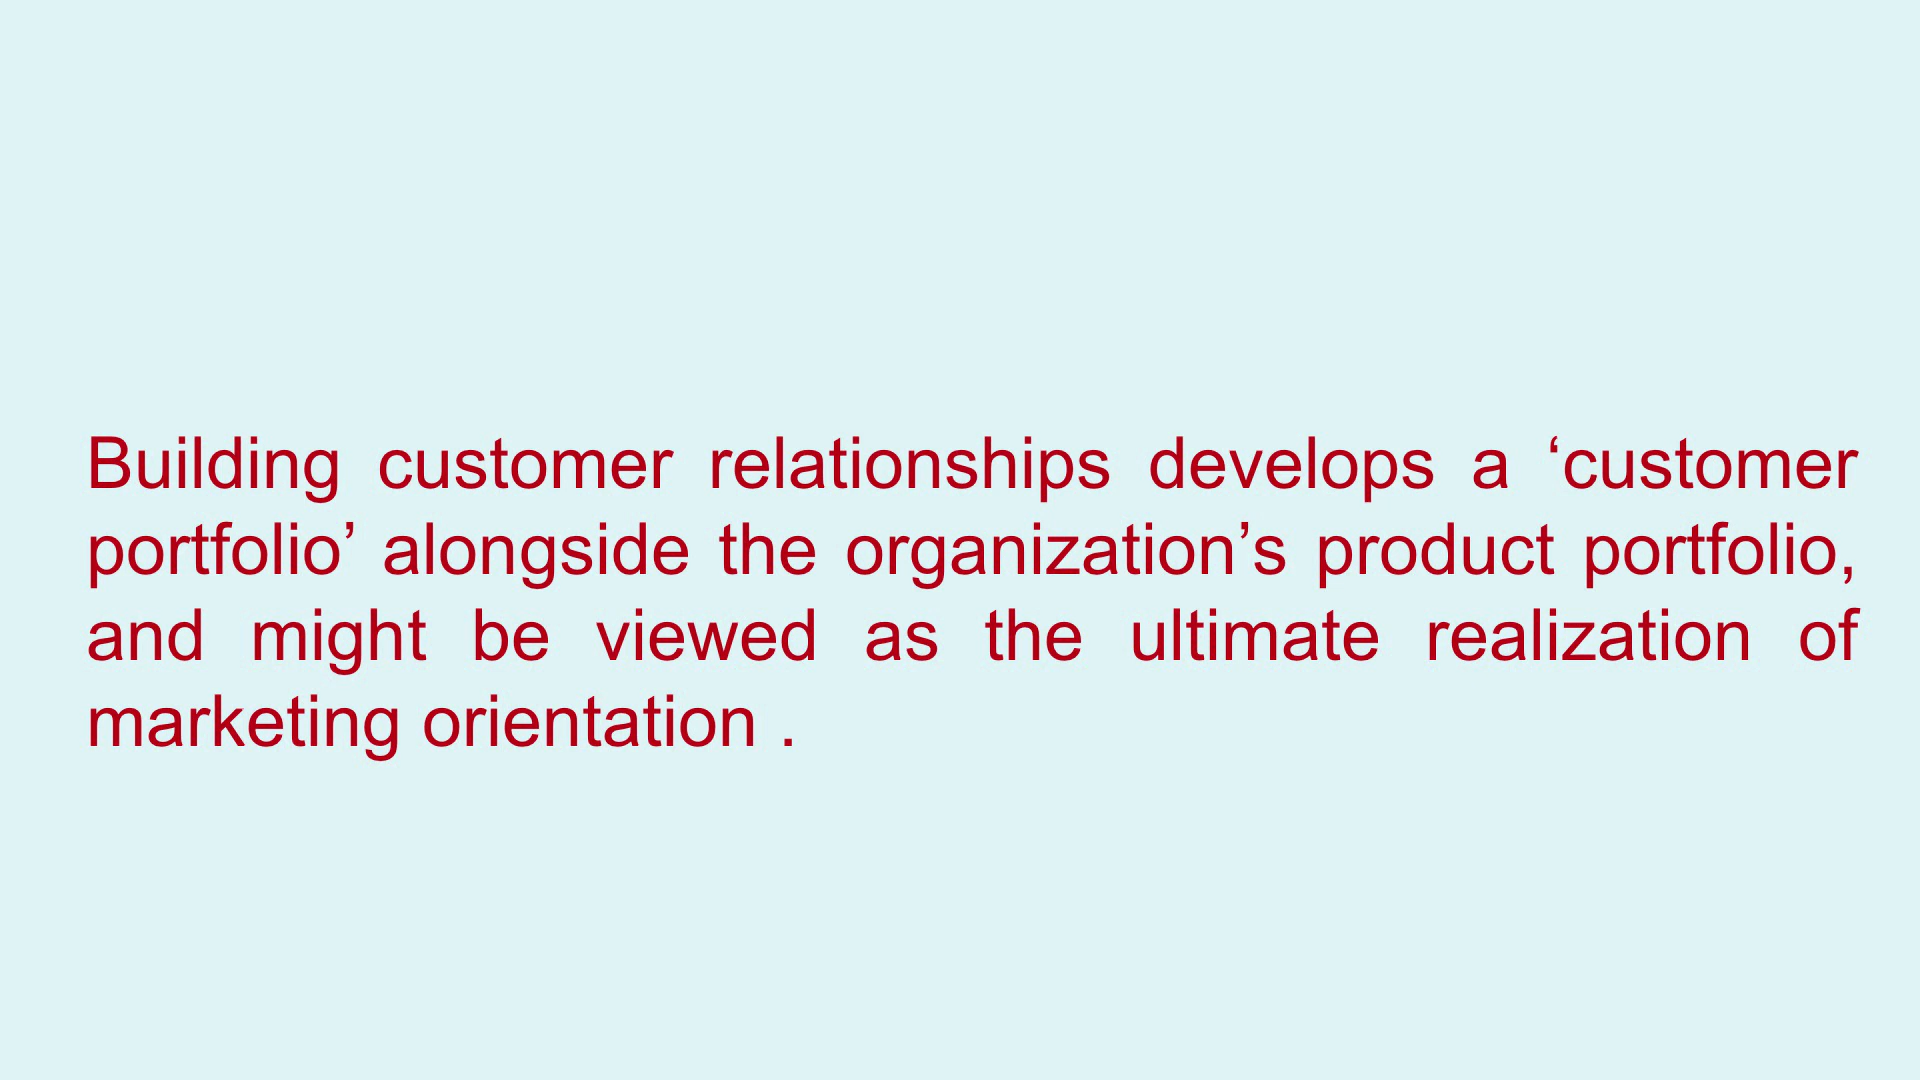 Building customer relationships develops a ‘customer
portfolio’ alongside the organization’s product portfolio,
and might be viewed as the ultimate realization of
marketing orientation .